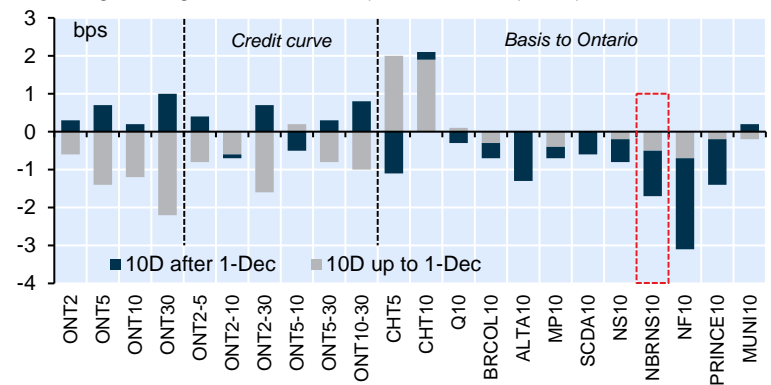 bps
Credit curve
Basis to Ontario
3
2
1
0
-1
-2
-3
-4
10D after 1-Dec
10D up to 1-Dec
ONT2
ONT5
ONT10
ONT30
ONT2-5
ONT2-10
ONT2-30
ONT5-10
ONT5-30
ONT10-30
CHT5
CHT10
Q10
BRCOL10
ALTA10
MP10
SCDA10
NS10
NBRNS10
NF10
PRINCE10
MUNI10